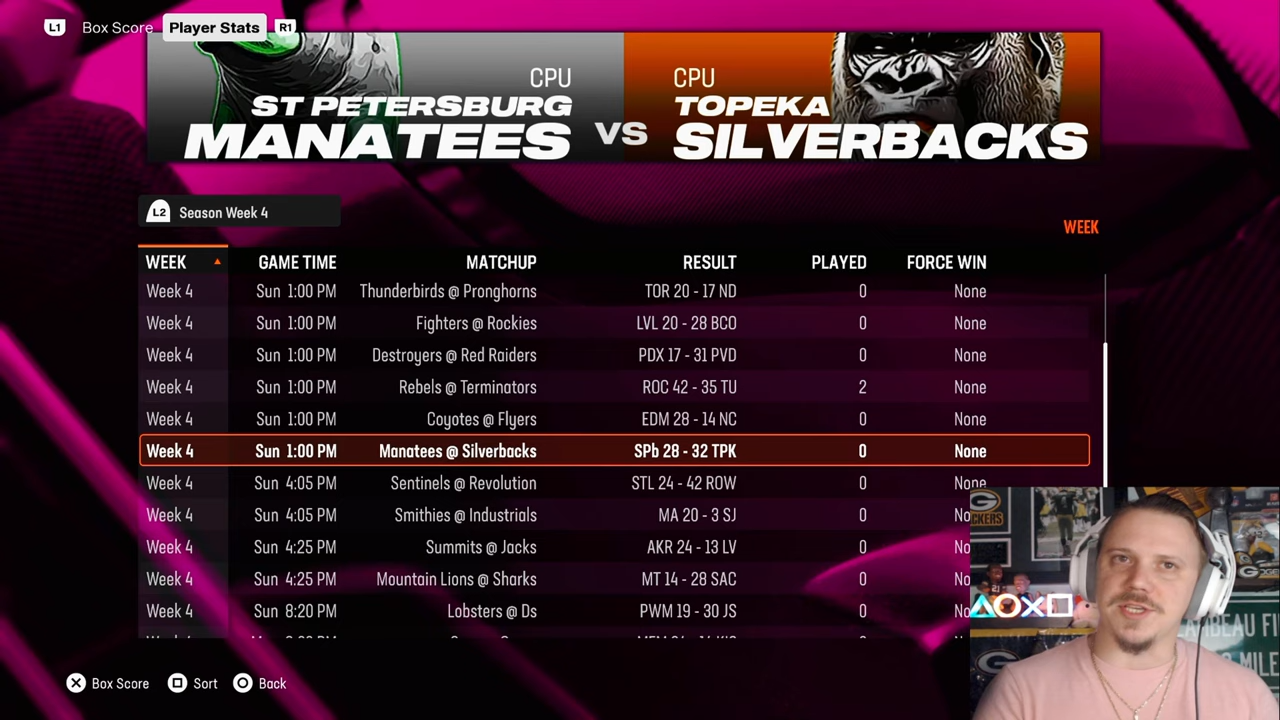 L1 Box Score Player Stats R1
CPU CPU
ST PETERSBURG TOPEKA
MANATEES VS SILVERBACKS
L2 Season Week 4
WEEK
WEEK GAME TIME MATCHUP RESULT PLAYED FORCE WIN
Week 4 Sun 1:00 PM Thunderbirds @ Pronghorns TOR 20 - 17 ND 0 None
Week 4 Sun 1:00 PM Fighters @ Rockies LVL 20 - 28 BCO 0 None
Week 4 Sun 1:00 PM Destroyers @ Red Raiders PDX 17 - 31 PVD 0 None
Week 4 Sun 1:00 PM Rebels @ Terminators ROC 42 - 35 TU 2 None
Week 4 Sun 1:00 PM Coyotes @ Flyers EDM 28 - 14 NC 0 None
Week 4 Sun 1:00 PM Manatees @ Silverbacks SPb 28 - 32 TPK 0 None
Week 4 Sun 4:05 PM Sentinels @ Revolution STL 24 - 42 ROW 0 None
Week 4 Sun 4:05 PM Smithies @ Industrials MA 20 - 3 SJ 0 No
Week 4 Sun 4:25 PM Summits @ Jacks AKR 24 - 13 LV 0 No
Week 4 Sun 4:25 PM Mountain Lions @ Sharks MT 14 - 28 SAC 0 No
Week 4 Sun 8:20 PM Lobsters @ Ds PWM 19 - 30 JS 0 No
Box Score Sort Back
G
MILE